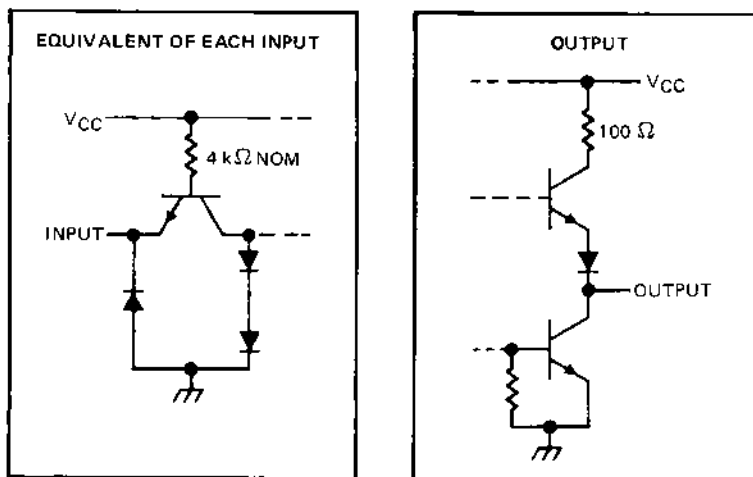 EQUIVALENT OF EACH INPUT
VCC
4 kΩ NOM
INPUT
OUTPUT
VCC
100 Ω
OUTPUT